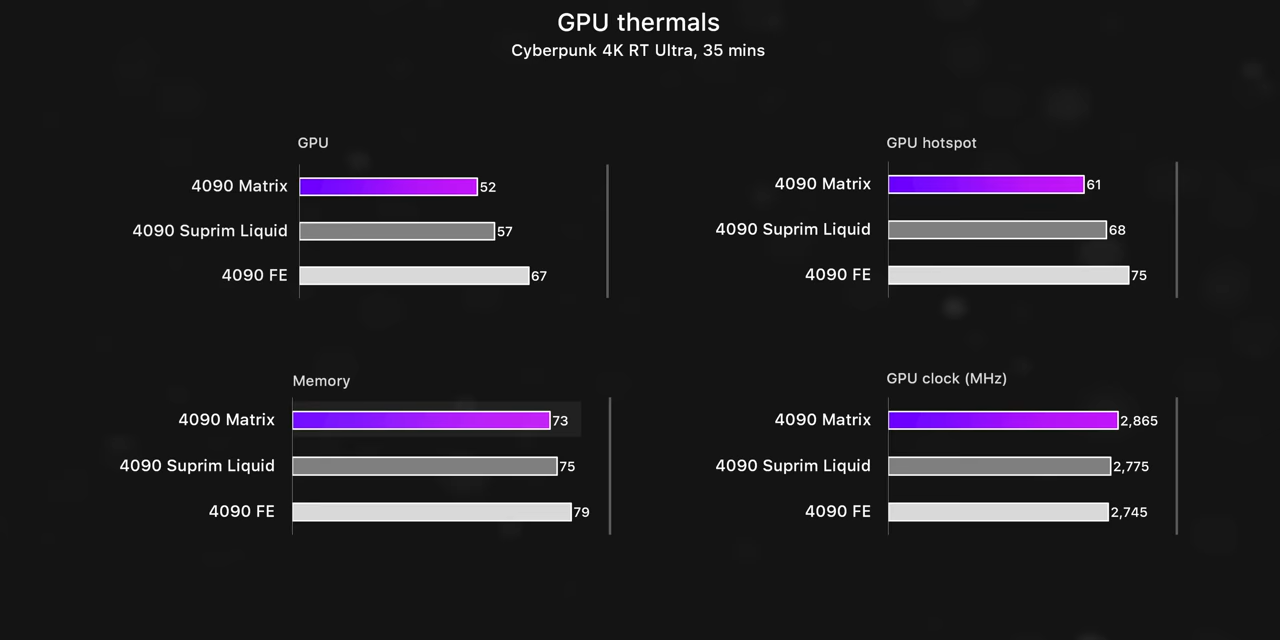 GPU thermals
Cyberpunk 4K RT Ultra, 35 mins
GPU
4090 Matrix 52
4090 Suprim Liquid 57
4090 FE 67
GPU hotspot
4090 Matrix 61
4090 Suprim Liquid 68
4090 FE 75
Memory
4090 Matrix 73
4090 Suprim Liquid 75
4090 FE 79
GPU clock (MHz)
4090 Matrix 2,865
4090 Suprim Liquid 2,775
4090 FE 2,745